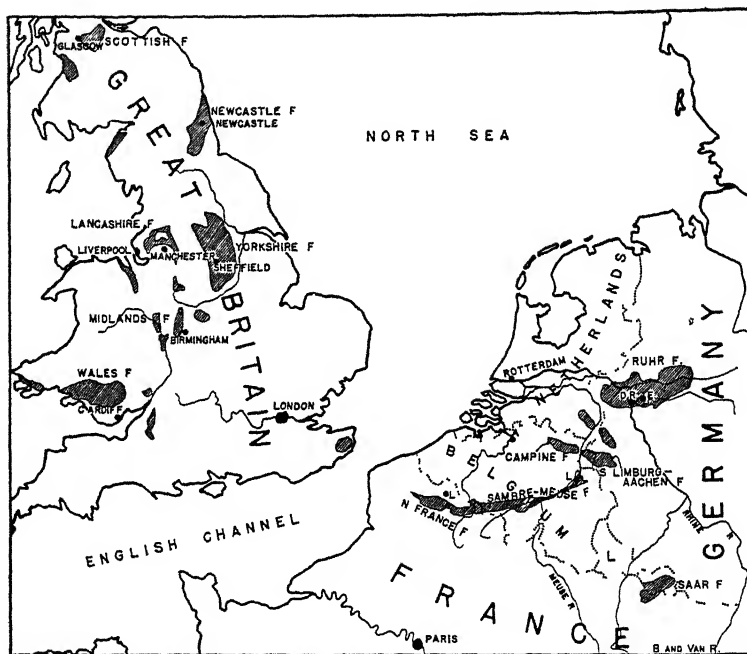 GLASGOW SCOTTISH F
GREAT BRITAIN
NEWCASTLE F
NEWCASTLE
NORTH SEA
LANCASHIRE F
LIVERPOOL
MANCHESTER
YORKSHIRE F
SHEFFIELD
MIDLANDS F
BIRMINGHAM
WALES F
CARDIFF
LONDON
NETHERLANDS
ROTTERDAM
RUHR F.
D. E.
GERMANY
BELGIUM
CAMPINE F
S LIMBURG-
AACHEN F
L
L
SAMBRE-MEUSE F
N FRANCE F
L
ENGLISH CHANNEL
FRANCE
RHINE R
MEUSE R
SAAR F
PARIS
B AND VAN R.